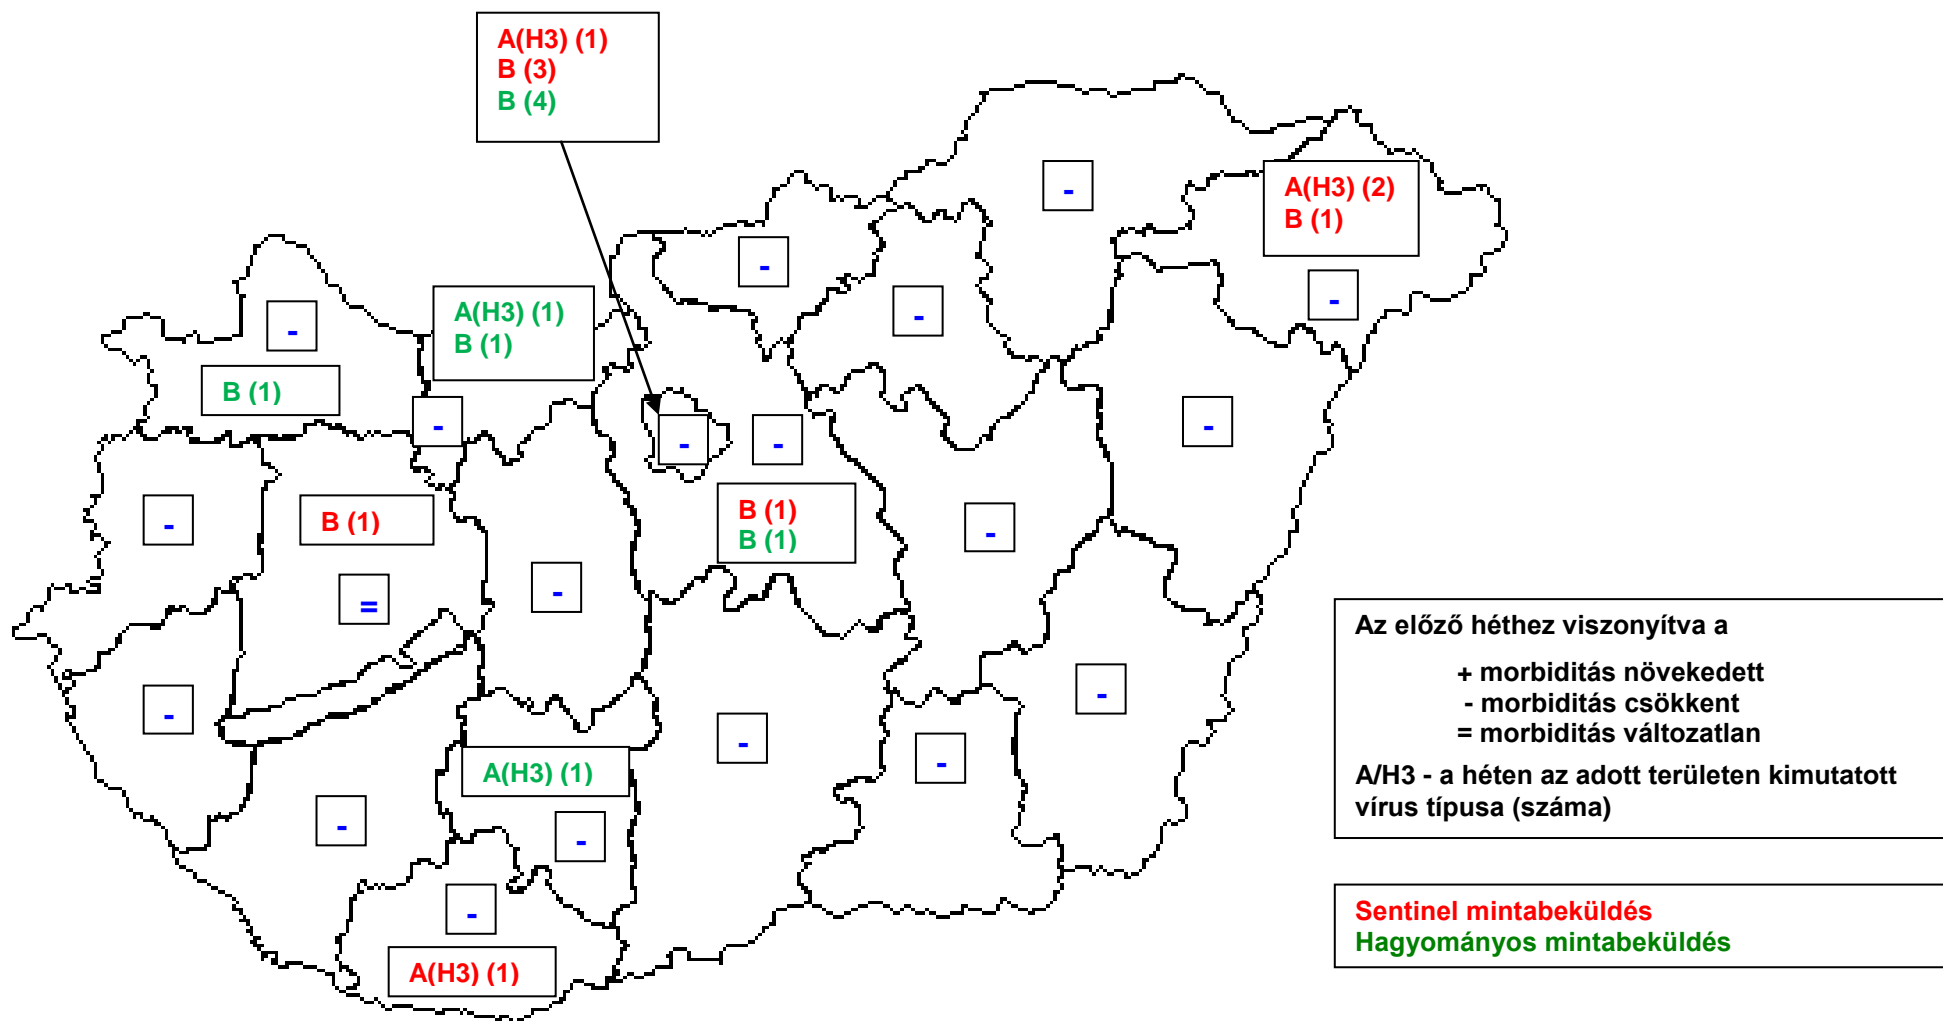 A(H3) (1)
B (3)
B (4)
-
A(H3) (2)
B (1)
-
-
-
-
A(H3) (1)
B (1)
B (1)
-
-
-
-
-
B (1)
-
B (1)
B (1)
-
-
=
-
-
-
-
-
A(H3) (1)
-
-
-
A(H3) (1)
Az előző héthez viszonyítva a
+ morbiditás növekedett
- morbiditás csökkent
= morbiditás változatlan
A/H3 - a héten az adott területen kimutatott
vírus típusa (száma)
Sentinel mintabeküldés
Hagyományos mintabeküldés